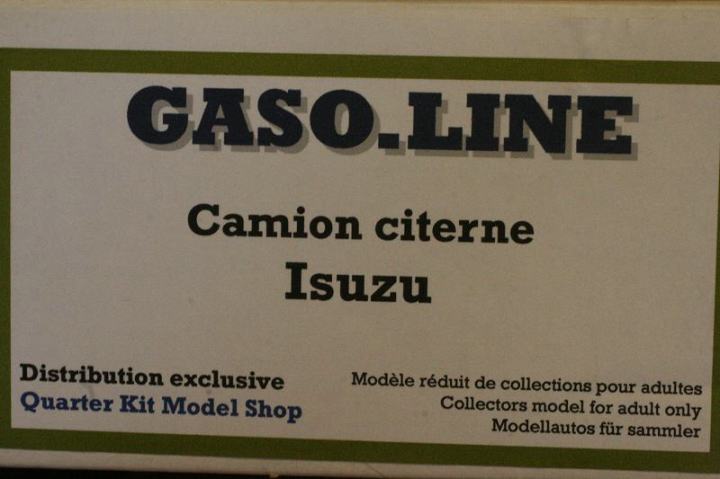 GASO.LINE
Camion citerne
Isuzu
Distribution exclusive
Quarter Kit Model Shop
Modèle réduit de collections pour adultes
Collectors model for adult only
Modellautos für sammler